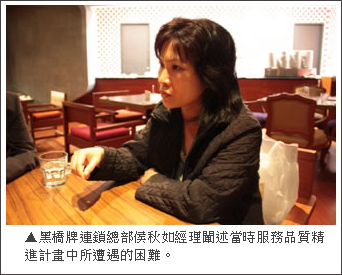 ▲黑橋牌連鎖總部侯秋如經理闡述當時服務品質精
進計畫中所遭遇的困難。